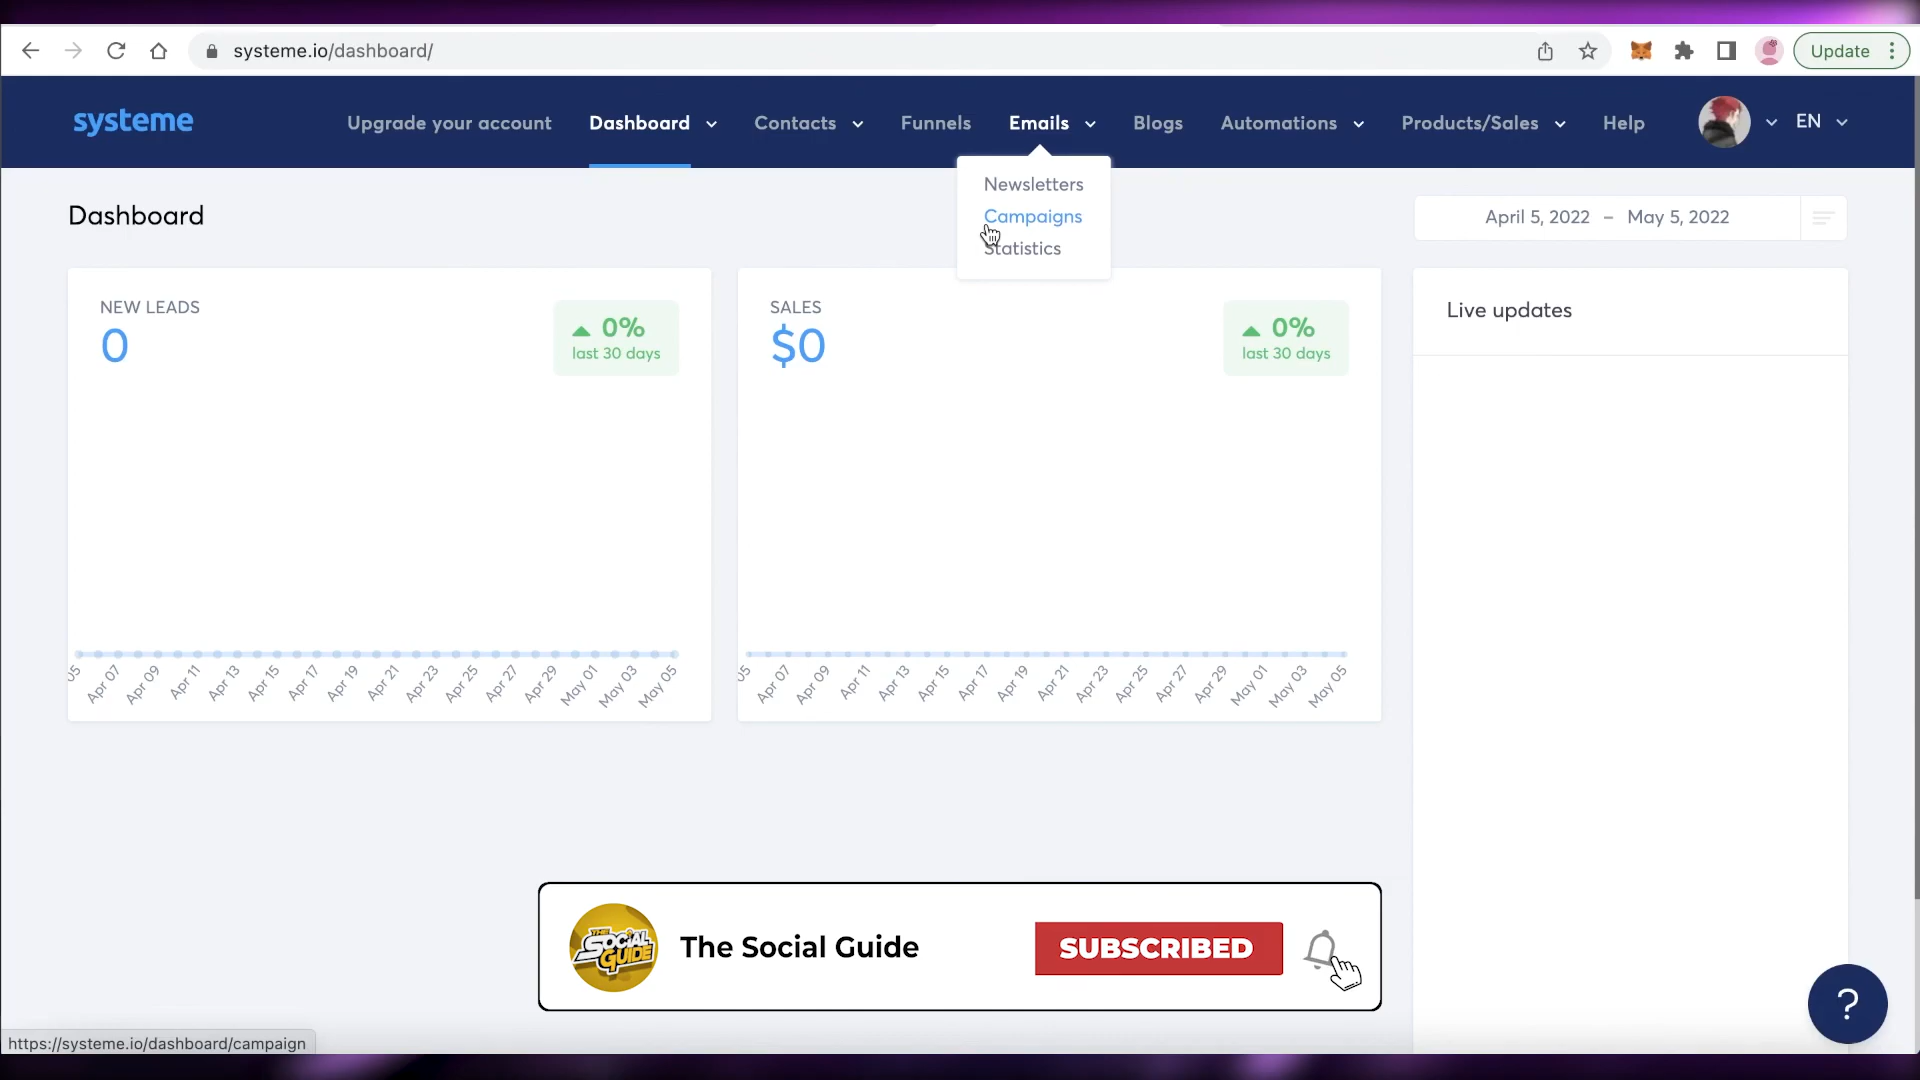 systeme.io/dashboard/
Update
systeme
Upgrade your account
Dashboard
Contacts
Funnels
Emails
Blogs
Automations
Products/Sales
Help
EN
Newsletters
Campaigns
Statistics
Dashboard
April 5, 2022 – May 5, 2022
NEW LEADS
0
0%
last 30 days
05 Apr 07 Apr 09 Apr 11 Apr 13 Apr 15 Apr 17 Apr 19 Apr 21 Apr 23 Apr 25 Apr 27 Apr 29 May 01 May 03 May 05
SALES
$0
0%
last 30 days
05 Apr 07 Apr 09 Apr 11 Apr 13 Apr 15 Apr 17 Apr 19 Apr 21 Apr 23 Apr 25 Apr 27 Apr 29 May 01 May 03 May 05
Live updates
THE
SOCIAL
GUIDE
The Social Guide
SUBSCRIBED
?
https://systeme.io/dashboard/campaign